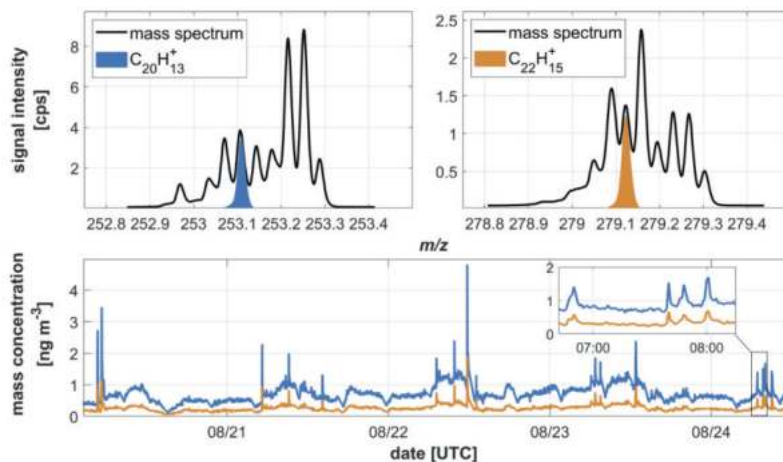 mass spectrum
C₂₀H₁₃⁺
8
6
4
2
signal intensity
[cps]
252.8 252.9 253 253.1 253.2 253.3 253.4
mass spectrum
C₂₂H₁₅⁺
2.5
2
1.5
1
0.5
278.8 278.9 279 279.1 279.2 279.3 279.4
m/z
mass concentration
[ng m⁻³]
4
3
2
1
0
2
1
0
07:00 08:00
08/21 08/22 08/23 08/24
date [UTC]